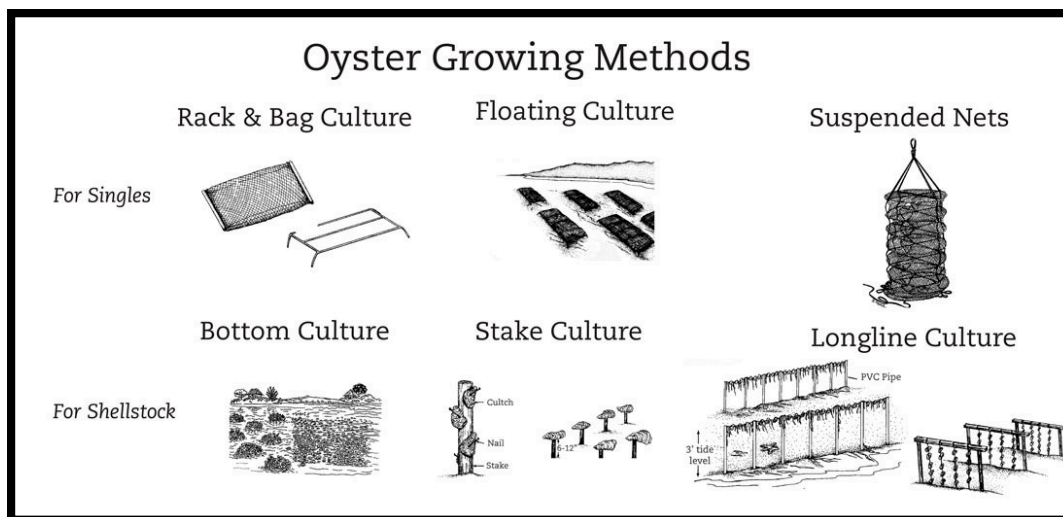 Oyster Growing Methods
Rack & Bag Culture
Floating Culture
Suspended Nets
For Singles
Bottom Culture
Stake Culture
Longline Culture
For Shellstock
Cultch
Nail
Stake
6-12"
PVC Pipe
3' tide
level